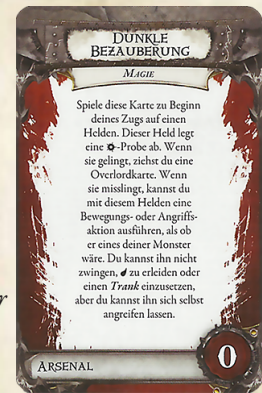 DUNKLE
BEZAUBERUNG
MAGIE
Spiele diese Karte zu Beginn
deines Zugs auf einen
Helden. Dieser Held legt
eine -Probe ab. Wenn
sie gelingt, ziehst du eine
Overlordkarte. Wenn
sie misslingt, kannst du
mit diesem Helden eine
Bewegungs- oder Angriffs-
aktion ausführen, als ob
er eines deiner Monster
wäre. Du kannst ihn nicht
zwingen, zu erleiden oder
einen Trank einzusetzen,
aber du kannst ihn sich selbst
angreifen lassen.
r
ARSENAL
0